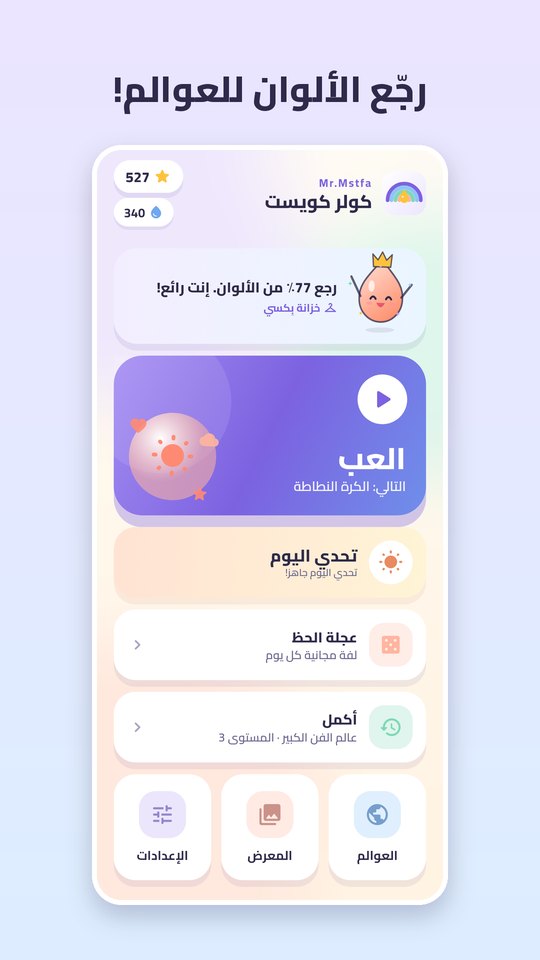 رجّع الألوان للعوالم!
Mr.Mstfa
كولر كويست
527
340
رجع 77٪ من الألوان. إنت رائع!
خزانة بكسي
العب
التالي: الكرة النطاطة
تحدي اليوم
تحدي اليوم جاهز!
عجلة الحظ
لفة مجانية كل يوم
أكمل
عالم الفن الكبير · المستوى 3
العوالم
المعرض
الإعدادات